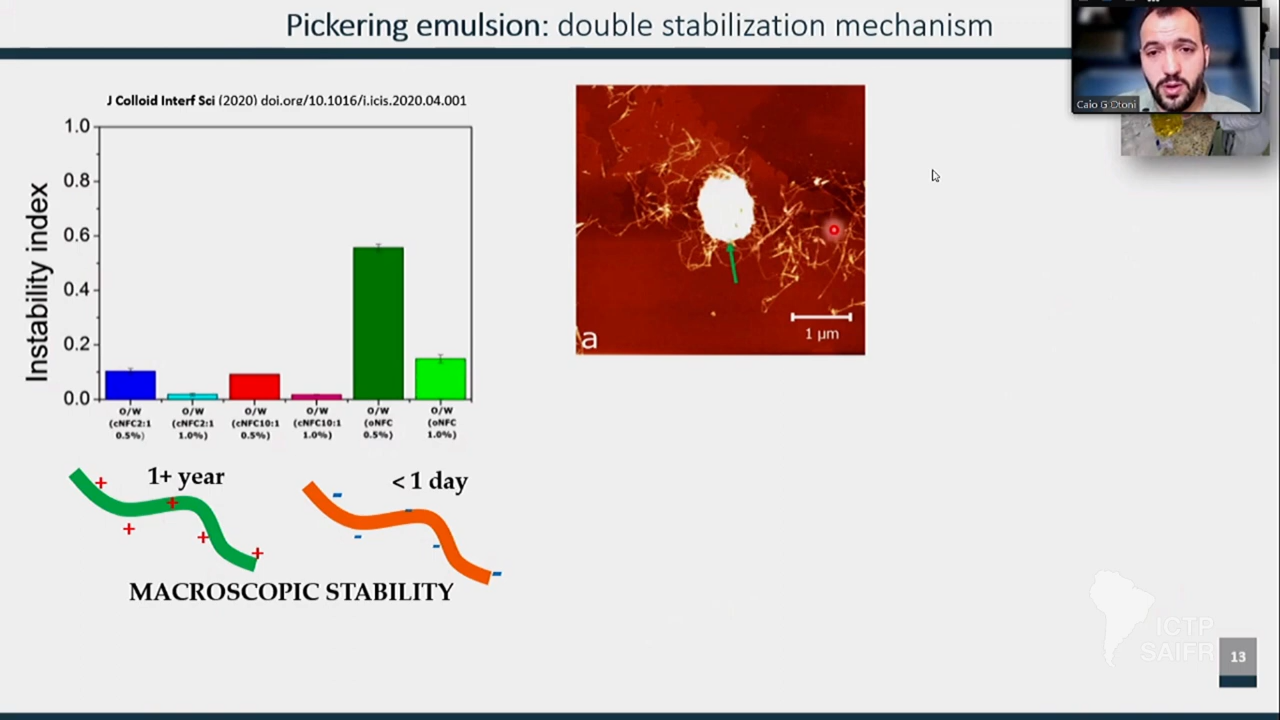 Pickering emulsion: double stabilization mechanism
Caio G Otoni
J Colloid Interf Sci (2020) doi.org/10.1016/j.jcis.2020.04.001
Instability index
1.0
0.8
0.6
0.4
0.2
0.0
O/W O/W O/W O/W O/W O/W
(cNFC2:1 (cNFC2:1 (cNFC10:1 (cNFC10:1 (oNFC (oNFC
0.5%) 1.0%) 0.5%) 1.0%) 0.5%) 1.0%)
a
1 µm
1+ year
< 1 day
+ + + + +
- - - - -
MACROSCOPIC STABILITY
ICTP
SAIFR
13